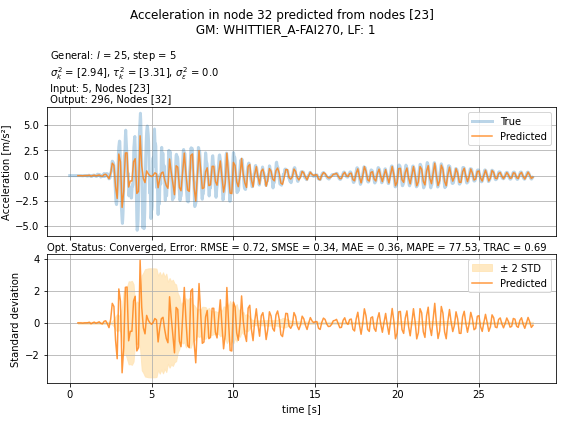 Acceleration in node 32 predicted from nodes [23]
GM: WHITTIER_A-FAI270, LF: 1
General: l = 25, step = 5
σ²ₖ = [2.94], τ²ₖ = [3.31], σ²ε = 0.0
Input: 5, Nodes [23]
Output: 296, Nodes [32]
Acceleration [m/s²]
5.0
2.5
0.0
−2.5
−5.0
True
Predicted
Opt. Status: Converged, Error: RMSE = 0.72, SMSE = 0.34, MAE = 0.36, MAPE = 77.53, TRAC = 0.69
Standard deviation
4
2
0
−2
± 2 STD
Predicted
0 5 10 15 20 25
time [s]